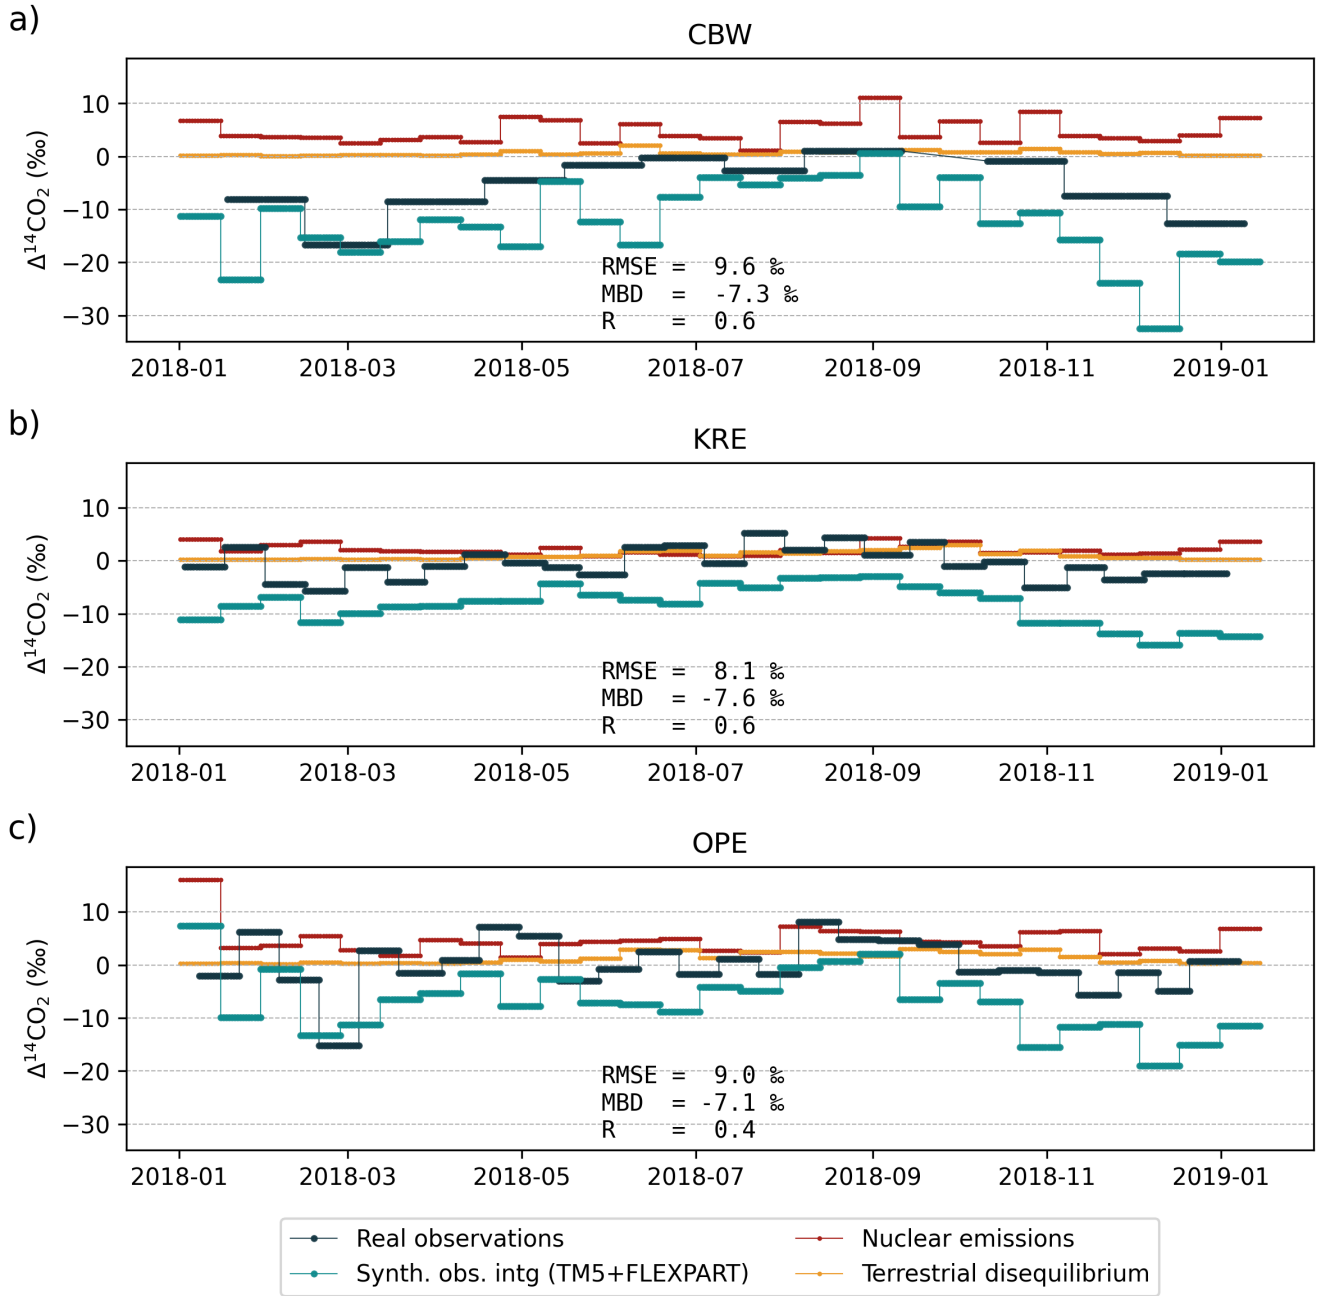 a)
CBW
Δ¹⁴CO₂ (‰)
10
0
−10
−20
−30
RMSE =  9.6 ‰
MBD  =  -7.3 ‰
R    =  0.6
2018-01 2018-03 2018-05 2018-07 2018-09 2018-11 2019-01
b)
KRE
Δ¹⁴CO₂ (‰)
10
0
−10
−20
−30
RMSE =  8.1 ‰
MBD  = -7.6 ‰
R    =  0.6
2018-01 2018-03 2018-05 2018-07 2018-09 2018-11 2019-01
c)
OPE
Δ¹⁴CO₂ (‰)
10
0
−10
−20
−30
RMSE =  9.0 ‰
MBD  = -7.1 ‰
R    =  0.4
2018-01 2018-03 2018-05 2018-07 2018-09 2018-11 2019-01
Real observations
Synth. obs. intg (TM5+FLEXPART)
Nuclear emissions
Terrestrial disequilibrium